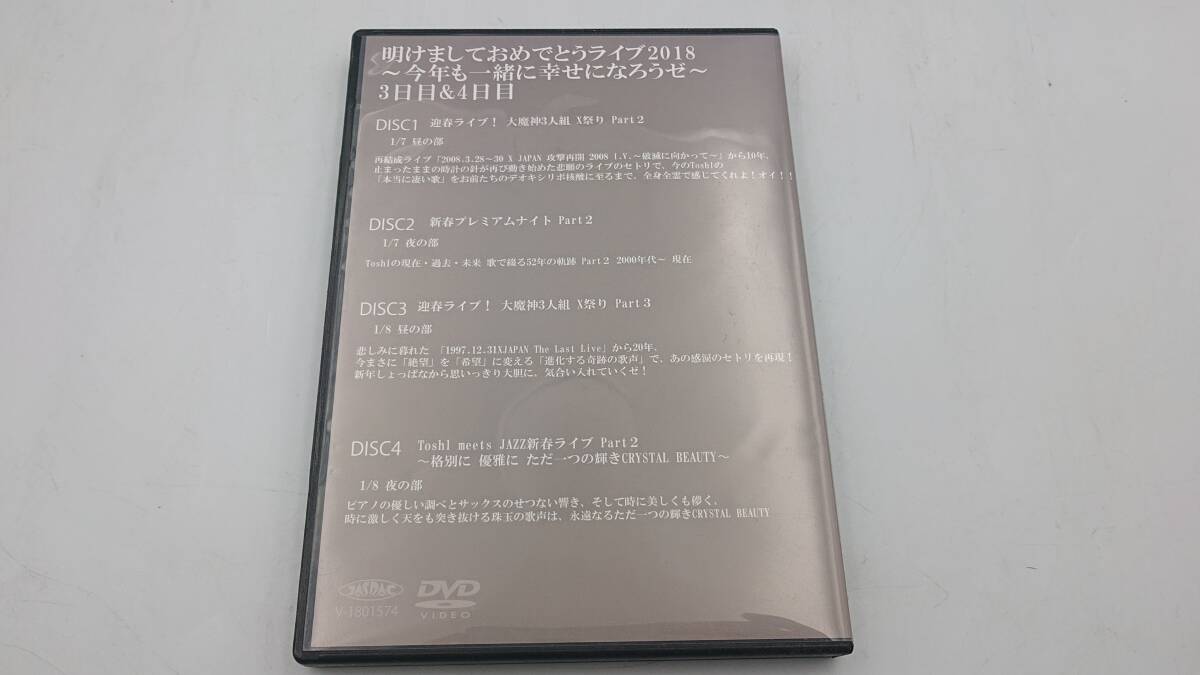 明けましておめでとうライブ2018
～今年も一緒に幸せになろうゼ～
3日目&4日目
DISC1 迎春ライブ！ 大魔神3人組 X祭り Part２
1/7 昼の部
再結成ライブ「2008.3.28～30 X JAPAN 攻撃再開 2008 I.V.～破滅に向かって～」から10年、
止まったままの時計の針が再び動き始めた悲願のライブのセトリで、今のToshlの
「本当に凄い歌」をお前たちのデオキシリボ核酸に至るまで、全身全霊で感じてくれよ！オイ！！
DISC2 新春プレミアムナイト Part２
1/7 夜の部
Toshlの現在・過去・未来 歌で綴る52年の軌跡 Part２ 2000年代～ 現在
DISC3 迎春ライブ！ 大魔神3人組 X祭り Part３
1/8 昼の部
悲しみに暮れた 「1997.12.31XJAPAN The Last Live」から20年、
今まさに「絶望」を「希望」に変える「進化する奇跡の歌声」で、あの感涙のセトリを再現！
新年しょっぱなから思いっきり大胆に、気合い入れていくゼ！
DISC4 Toshl meets JAZZ新春ライブ Part２
～格別に 優雅に ただ一つの輝きCRYSTAL BEAUTY～
1/8 夜の部
ピアノの優しい調べとサックスのせつない響き、そして時に美しくも儚く、
時に激しく天をも突き抜ける珠玉の歌声は、永遠なるただ一つの輝きCRYSTAL BEAUTY
JASRAC
V-1801574
DVD
VIDEO